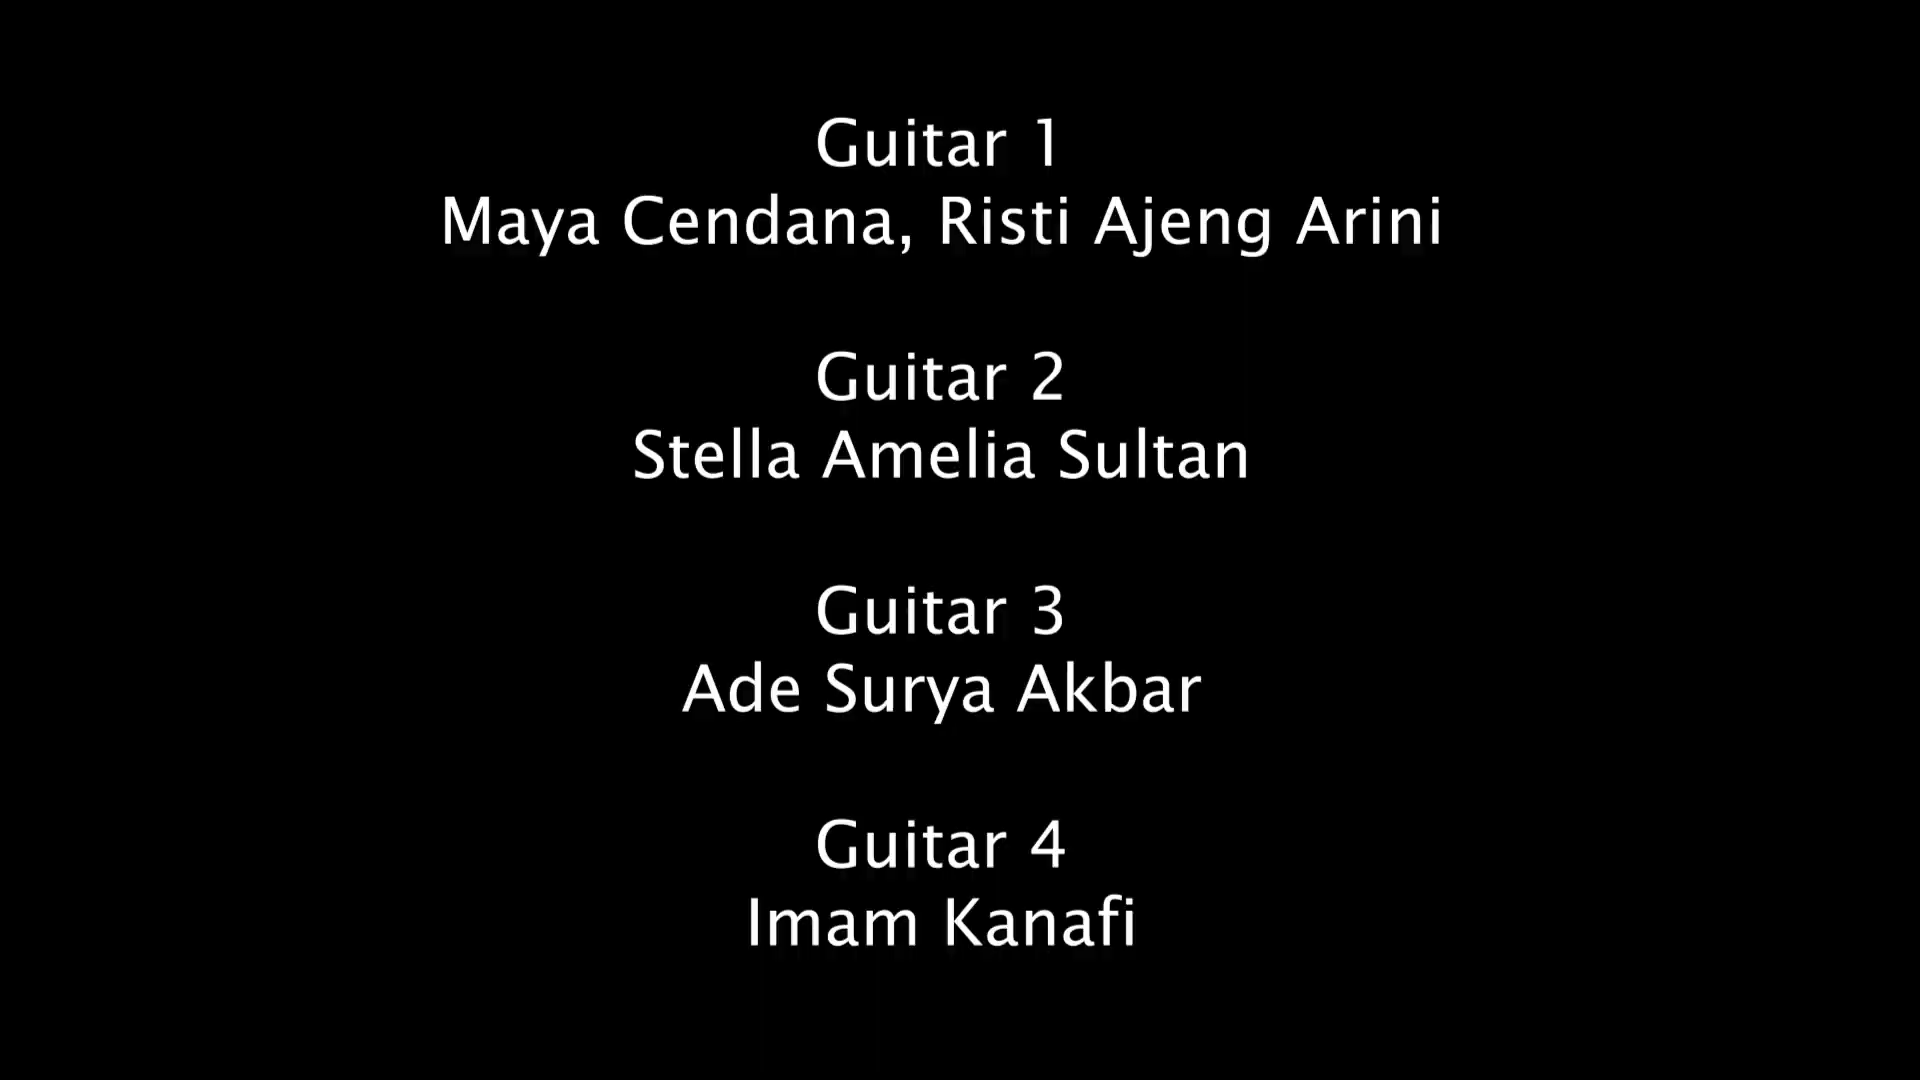 Guitar 1
Maya Cendana, Risti Ajeng Arini
Guitar 2
Stella Amelia Sultan
Guitar 3
Ade Surya Akbar
Guitar 4
Imam Kanafi